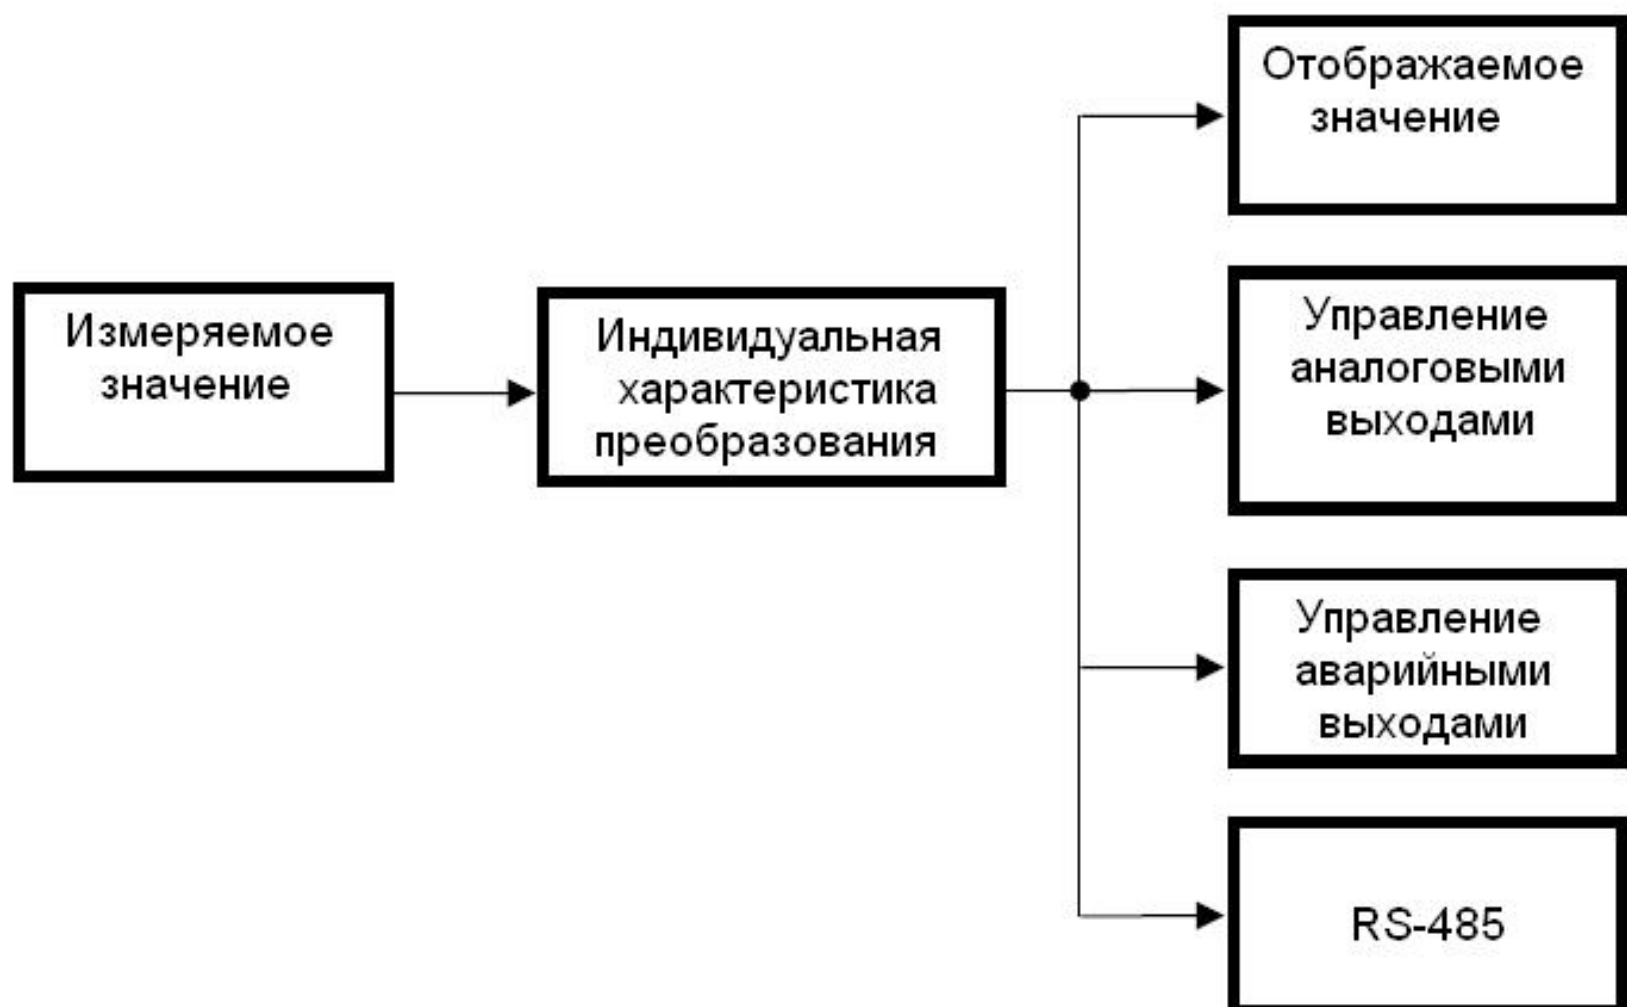 Отображаемое
значение
Измеряемое
значение
Индивидуальная
характеристика
преобразования
Управление
аналоговыми
выходами
Управление
аварийными
выходами
RS-485